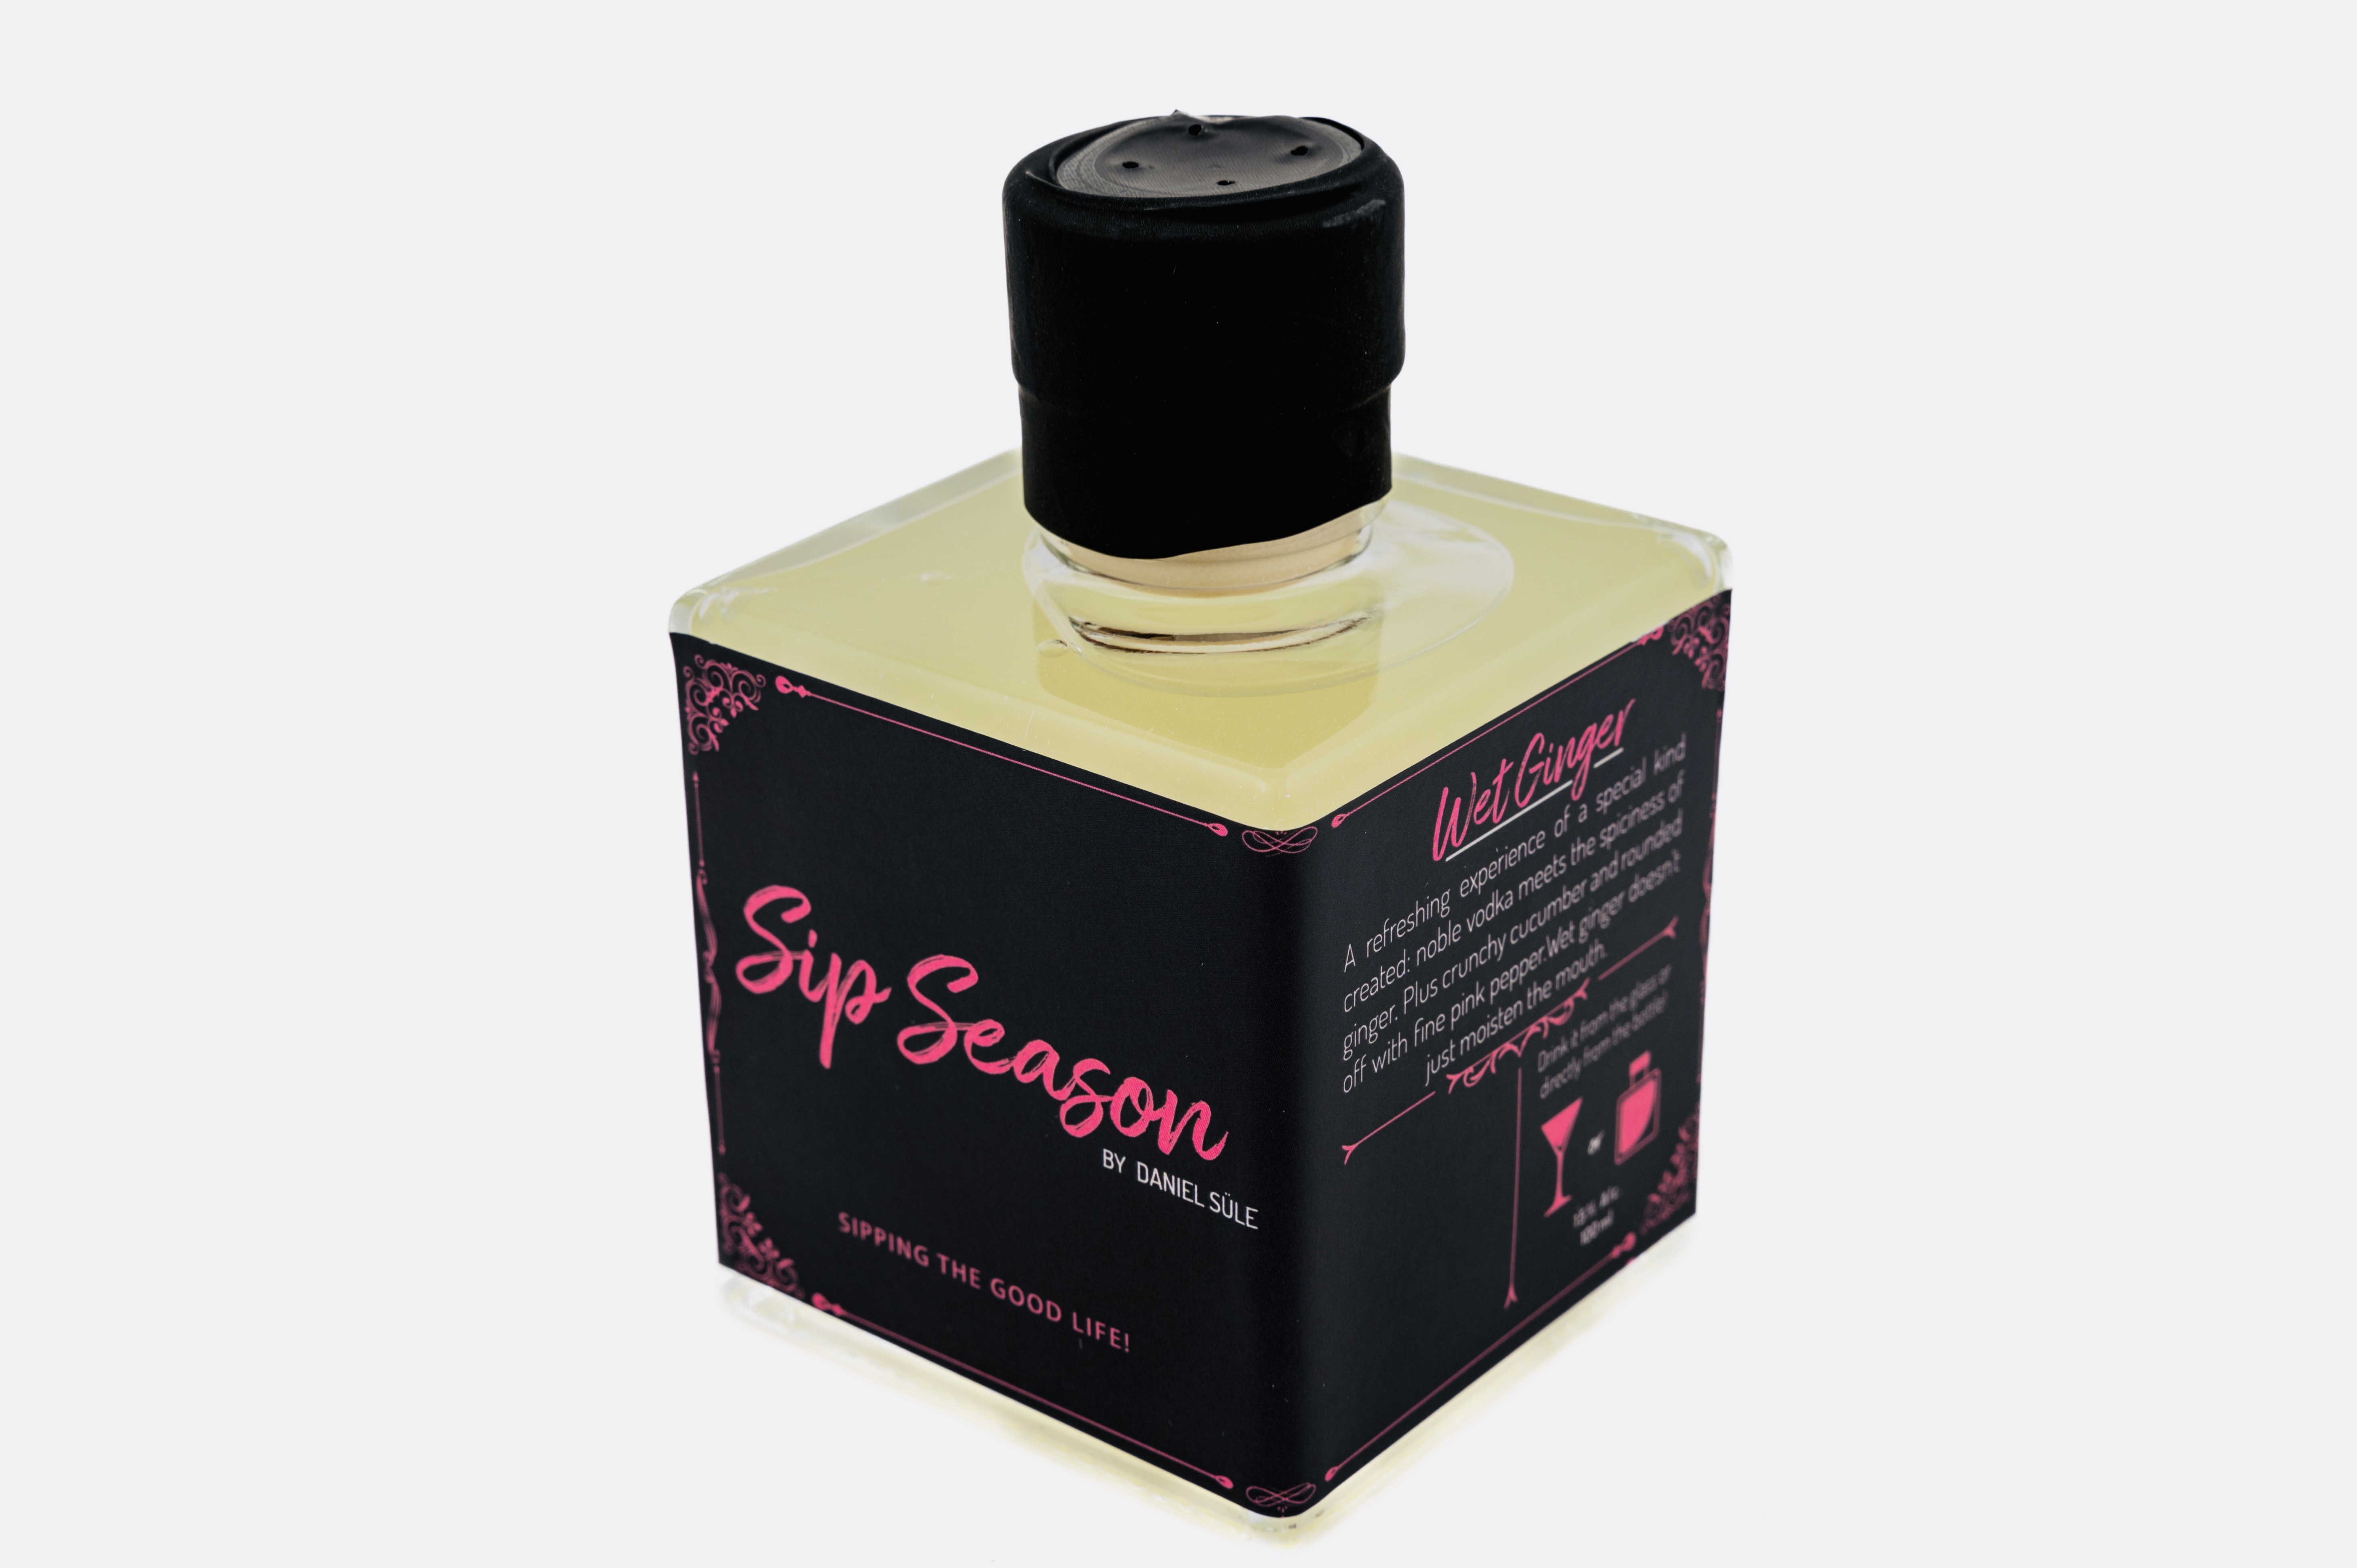 Sip Season
BY DANIEL SÜLE
SIPPING THE GOOD LIFE!
Wet Ginger
A refreshing experience of a special kind
created: noble vodka meets the spiciness of
ginger. Plus crunchy cucumber and rounded
off with fine pink pepper.Wet ginger doesn't
just moisten the mouth.
Drink it from the glass or
directly from the bottle!
or
100 ml